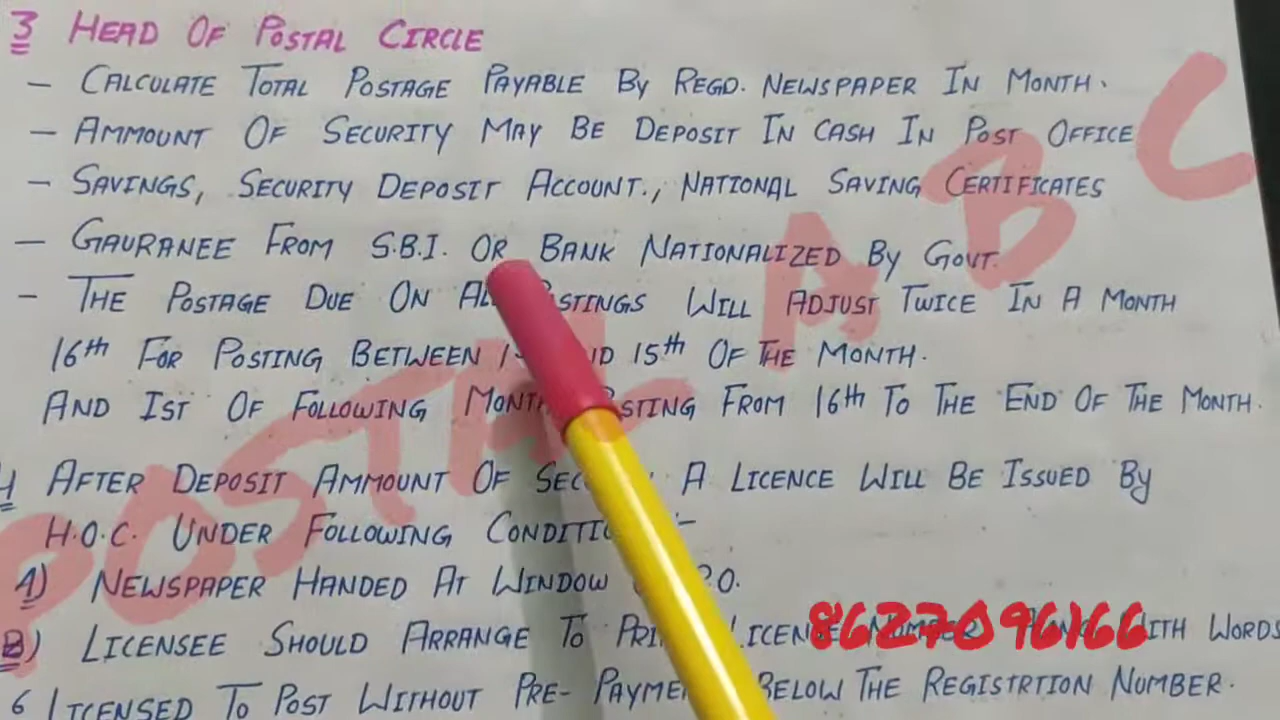 3 HEAD OF POSTAL CIRCLE
- CALCULATE TOTAL POSTAGE PAYABLE BY REGD. NEWSPAPER IN MONTH.
- AMMOUNT OF SECURITY MAY BE DEPOSIT IN CASH IN POST OFFICE
- SAVINGS, SECURITY DEPOSIT ACCOUNT., NATIONAL SAVING CERTIFICATES
- GAURANEE FROM S.B.I. OR BANK NATIONALIZED BY GOVT.
- THE POSTAGE DUE ON WILL ADJUST TWICE IN A MONTH
16th FOR POSTING BETWEEN 15th OF THE MONTH.
AND IST OF FOLLOWING FROM 16th TO THE END OF THE MONTH.
4 AFTER DEPOSIT AMMOUNT OF A LICENCE WILL BE ISSUED BY
H.O.C. UNDER FOLLOWING
A) NEWSPAPER HANDED AT WINDOW
B) LICENSEE SHOULD ARRANGE TO WITH WORDS
6 LICENSED TO POST WITHOUT PRE- BELOW THE REGISTRTION NUMBER.
POSTAL A B C
8627096166